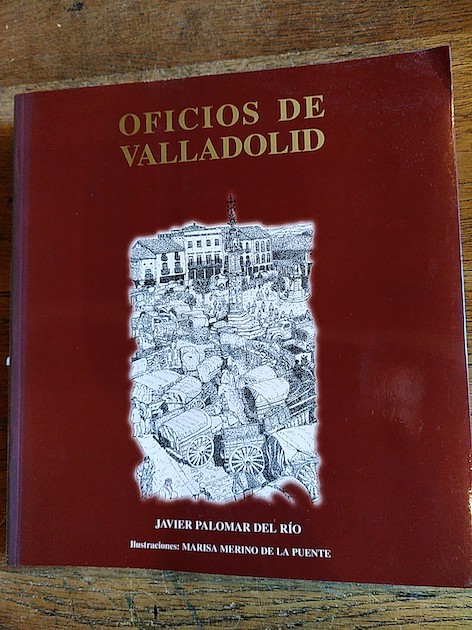 OFICIOS DE
VALLADOLID
JAVIER PALOMAR DEL RÍO
Ilustraciones: MARISA MERINO DE LA PUENTE